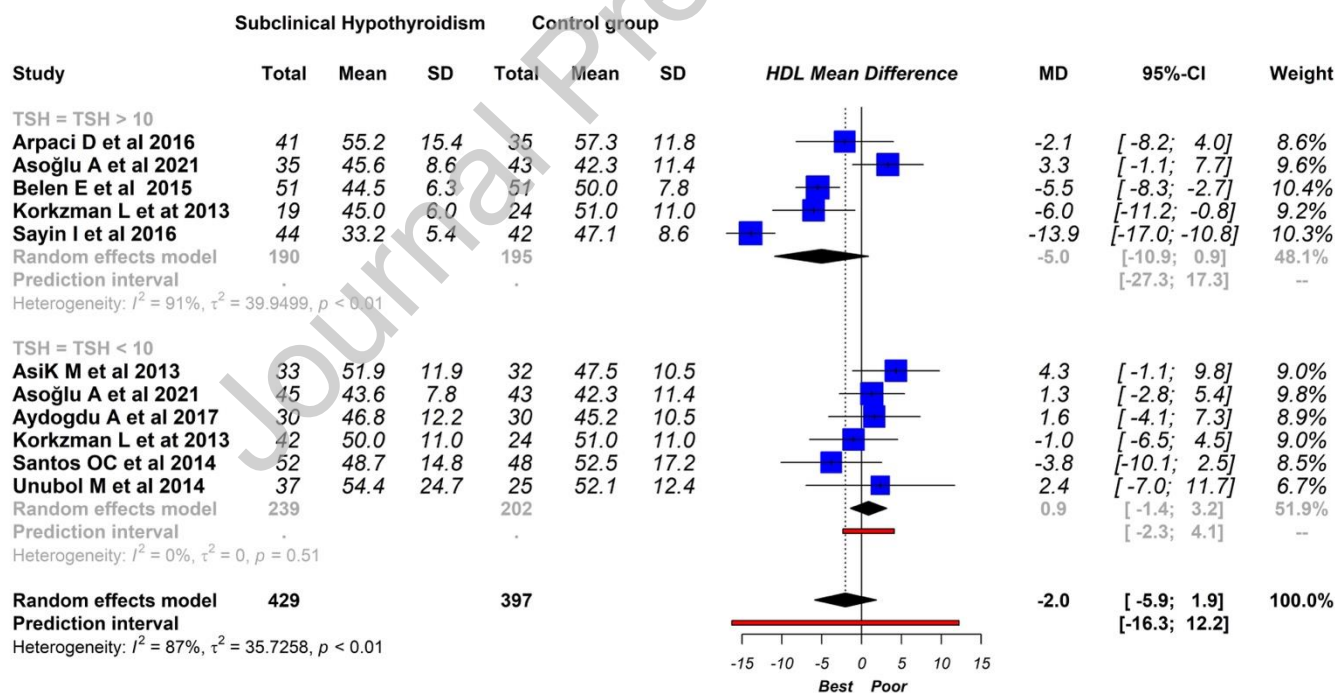 Subclinical Hypothyroidism Control group
Study Total Mean SD Total Mean SD HDL Mean Difference MD 95%-CI Weight
TSH = TSH > 10
Arpaci D et al 2016 41 55.2 15.4 35 57.3 11.8 -2.1 [ -8.2; 4.0] 8.6%
Asoğlu A et al 2021 35 45.6 8.6 43 42.3 11.4 3.3 [ -1.1; 7.7] 9.6%
Belen E et al 2015 51 44.5 6.3 51 50.0 7.8 -5.5 [ -8.3; -2.7] 10.4%
Korkzman L et at 2013 19 45.0 6.0 24 51.0 11.0 -6.0 [-11.2; -0.8] 9.2%
Sayin I et al 2016 44 33.2 5.4 42 47.1 8.6 -13.9 [-17.0; -10.8] 10.3%
Random effects model 190 195 -5.0 [-10.9; 0.9] 48.1%
Prediction interval . . [-27.3; 17.3] --
Heterogeneity: I² = 91%, τ² = 39.9499, p < 0.01
TSH = TSH < 10
AsiK M et al 2013 33 51.9 11.9 32 47.5 10.5 4.3 [ -1.1; 9.8] 9.0%
Asoğlu A et al 2021 45 43.6 7.8 43 42.3 11.4 1.3 [ -2.8; 5.4] 9.8%
Aydogdu A et al 2017 30 46.8 12.2 30 45.2 10.5 1.6 [ -4.1; 7.3] 8.9%
Korkzman L et at 2013 42 50.0 11.0 24 51.0 11.0 -1.0 [ -6.5; 4.5] 9.0%
Santos OC et al 2014 52 48.7 14.8 48 52.5 17.2 -3.8 [-10.1; 2.5] 8.5%
Unubol M et al 2014 37 54.4 24.7 25 52.1 12.4 2.4 [ -7.0; 11.7] 6.7%
Random effects model 239 202 0.9 [ -1.4; 3.2] 51.9%
Prediction interval . . [ -2.3; 4.1] --
Heterogeneity: I² = 0%, τ² = 0, p = 0.51
Random effects model 429 397 -2.0 [ -5.9; 1.9] 100.0%
Prediction interval [-16.3; 12.2]
Heterogeneity: I² = 87%, τ² = 35.7258, p < 0.01
-15 -10 -5 0 5 10 15
Best Poor
Journal Pre